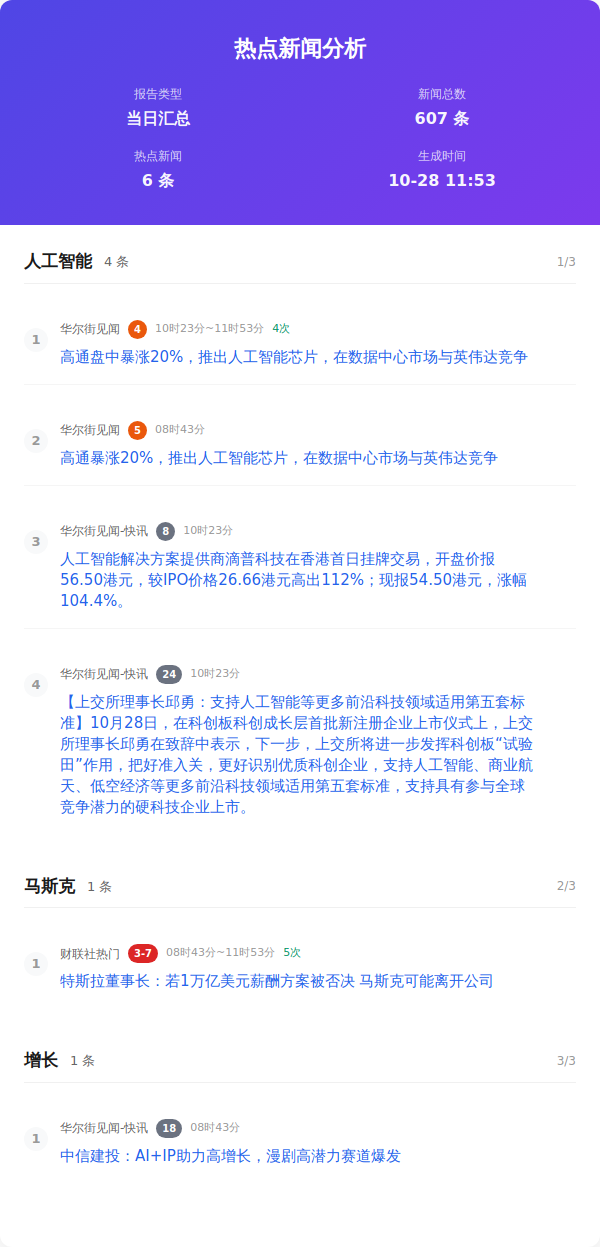 热点新闻分析
报告类型
当日汇总
新闻总数
607 条
热点新闻
6 条
生成时间
10-28 11:53
人工智能 4 条 1/3
1
华尔街见闻 4 10时23分~11时53分 4次
高通盘中暴涨20%，推出人工智能芯片，在数据中心市场与英伟达竞争
2
华尔街见闻 5 08时43分
高通暴涨20%，推出人工智能芯片，在数据中心市场与英伟达竞争
3
华尔街见闻-快讯 8 10时23分
人工智能解决方案提供商滴普科技在香港首日挂牌交易，开盘价报
56.50港元，较IPO价格26.66港元高出112%；现报54.50港元，涨幅
104.4%。
4
华尔街见闻-快讯 24 10时23分
【上交所理事长邱勇：支持人工智能等更多前沿科技领域适用第五套标
准】10月28日，在科创板科创成长层首批新注册企业上市仪式上，上交
所理事长邱勇在致辞中表示，下一步，上交所将进一步发挥科创板“试验
田”作用，把好准入关，更好识别优质科创企业，支持人工智能、商业航
天、低空经济等更多前沿科技领域适用第五套标准，支持具有参与全球
竞争潜力的硬科技企业上市。
马斯克 1 条 2/3
1
财联社热门 3-7 08时43分~11时53分 5次
特斯拉董事长：若1万亿美元薪酬方案被否决 马斯克可能离开公司
增长 1 条 3/3
1
华尔街见闻-快讯 18 08时43分
中信建投：AI+IP助力高增长，漫剧高潜力赛道爆发